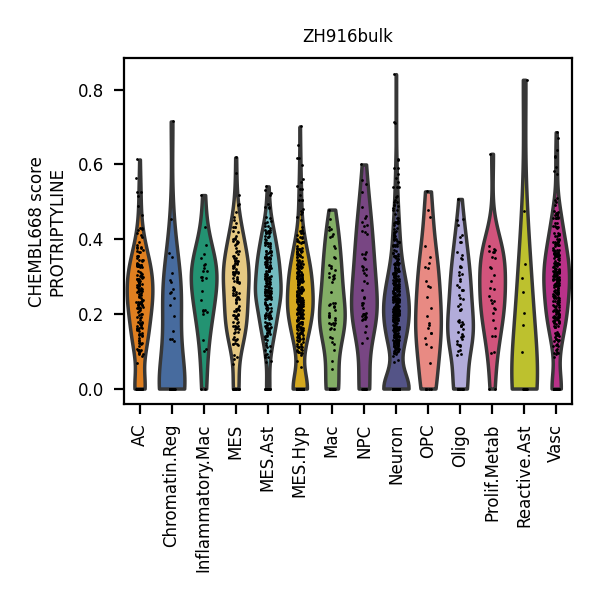 ZH916bulk
CHEMBL668 score
PROTRIPTYLINE
0.8
0.6
0.4
0.2
0.0
AC
Chromatin.Reg
Inflammatory.Mac
MES
MES.Ast
MES.Hyp
Mac
NPC
Neuron
OPC
Oligo
Prolif.Metab
Reactive.Ast
Vasc